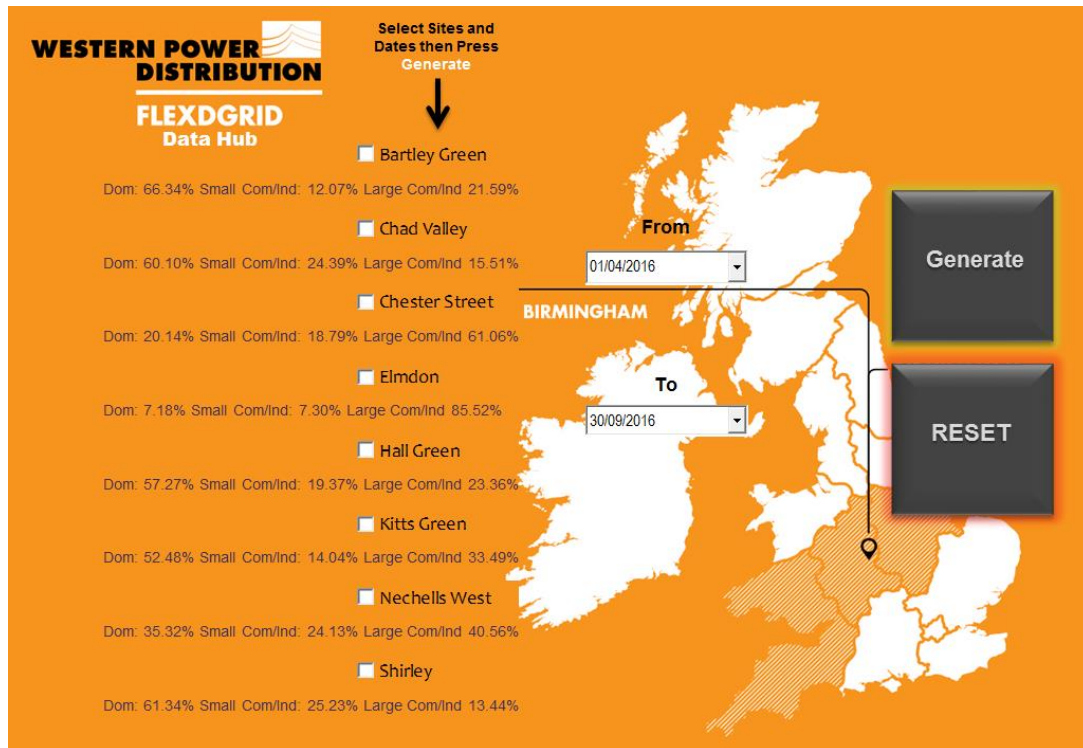 WESTERN POWER
DISTRIBUTION
FLEXDGRID
Data Hub
Select Sites and
Dates then Press
Generate
Bartley Green
Dom: 66.34% Small Com/Ind: 12.07% Large Com/Ind 21.59%
Chad Valley
Dom: 60.10% Small Com/Ind: 24.39% Large Com/Ind 15.51%
Chester Street
Dom: 20.14% Small Com/Ind: 18.79% Large Com/Ind 61.06%
Elmdon
Dom: 7.18% Small Com/Ind: 7.30% Large Com/Ind 85.52%
Hall Green
Dom: 57.27% Small Com/Ind: 19.37% Large Com/Ind 23.36%
Kitts Green
Dom: 52.48% Small Com/Ind: 14.04% Large Com/Ind 33.49%
Nechells West
Dom: 35.32% Small Com/Ind: 24.13% Large Com/Ind 40.56%
Shirley
Dom: 61.34% Small Com/Ind: 25.23% Large Com/Ind 13.44%
From
01/04/2016
BIRMINGHAM
To
30/09/2016
Generate
RESET